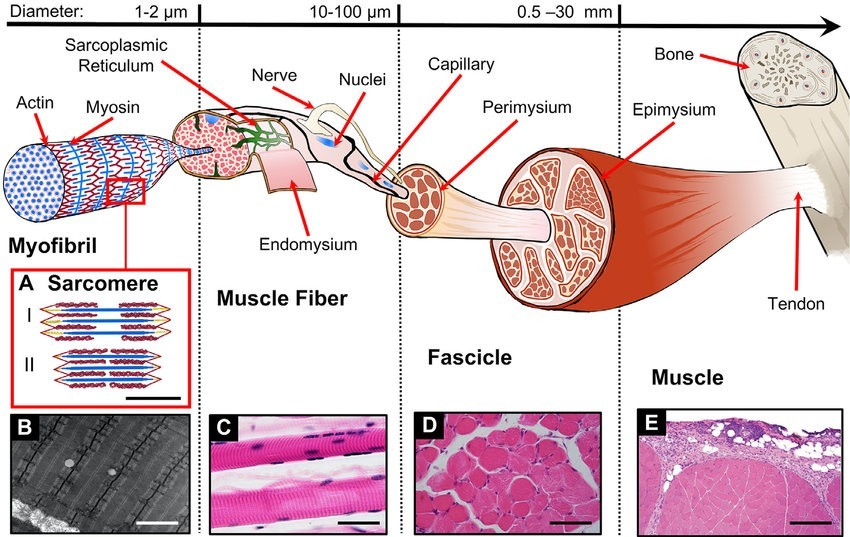 Diameter: 1-2 µm 10-100 µm 0.5 –30 mm
Sarcoplasmic
Reticulum
Nerve
Nuclei
Capillary
Bone
Actin
Myosin
Perimysium
Epimysium
Endomysium
Tendon
Myofibril
Muscle Fiber
Fascicle
Muscle
A Sarcomere
I
II
B
C
D
E